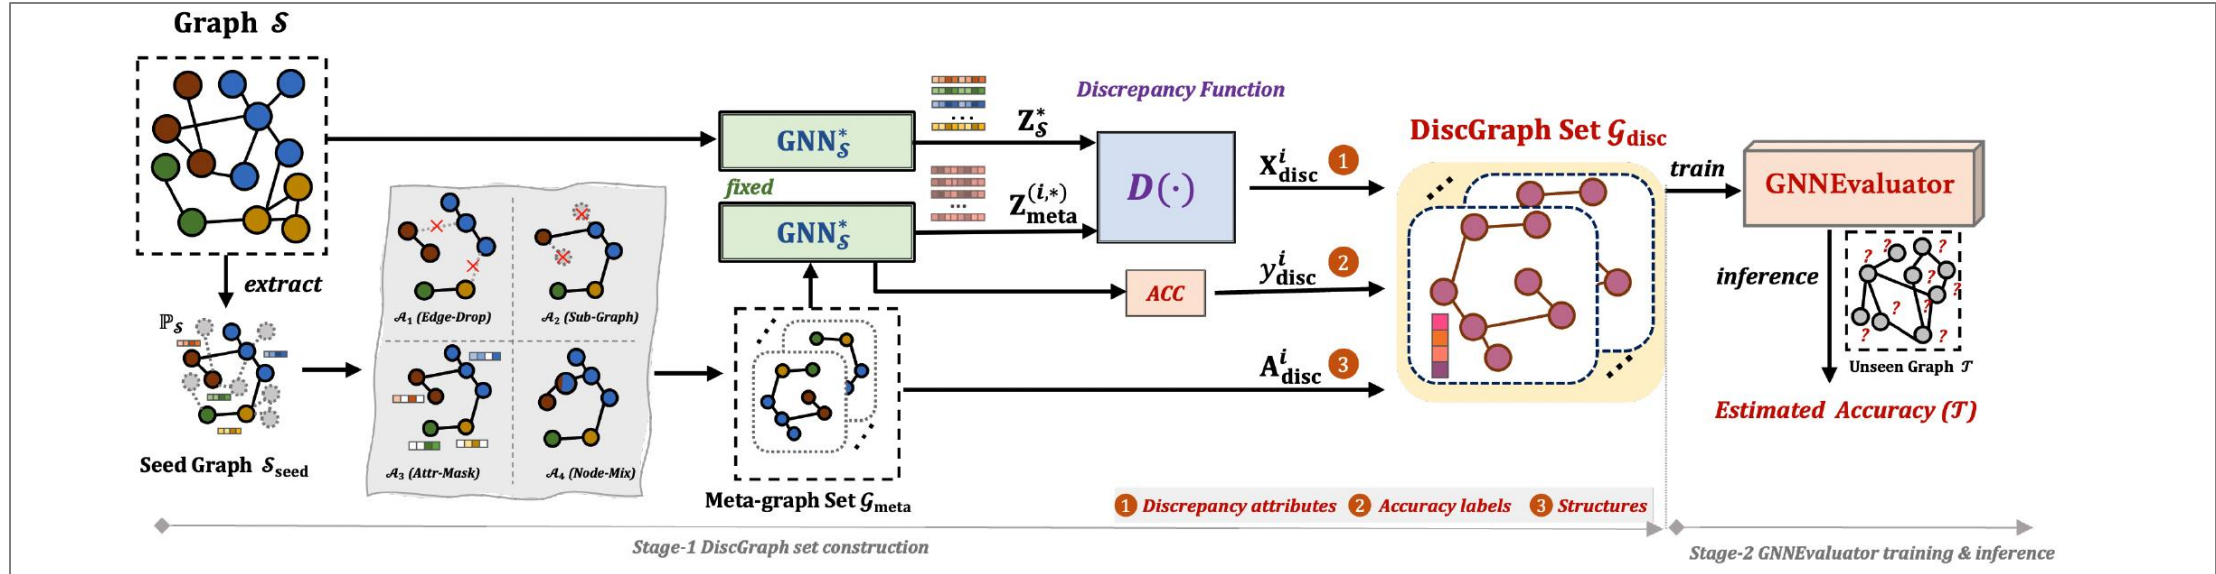 Graph 𝒮
extract
ℙ𝒮
Seed Graph 𝒮seed
𝒜1 (Edge-Drop)
𝒜2 (Sub-Graph)
𝒜3 (Attr-Mask)
𝒜4 (Node-Mix)
GNN*𝒮
fixed
GNN*𝒮
Meta-graph Set 𝒢meta
...
Z*𝒮
...
Z(i,*)meta
Discrepancy Function
D(·)
ACC
Xidisc 1
yidisc 2
Aidisc 3
DiscGraph Set 𝒢disc
train
GNNEvaluator
inference
? ? ? ? ? ? ? ?
Unseen Graph 𝒯
Estimated Accuracy (𝒯)
1 Discrepancy attributes 2 Accuracy labels 3 Structures
Stage-1 DiscGraph set construction
Stage-2 GNNEvaluator training & inference